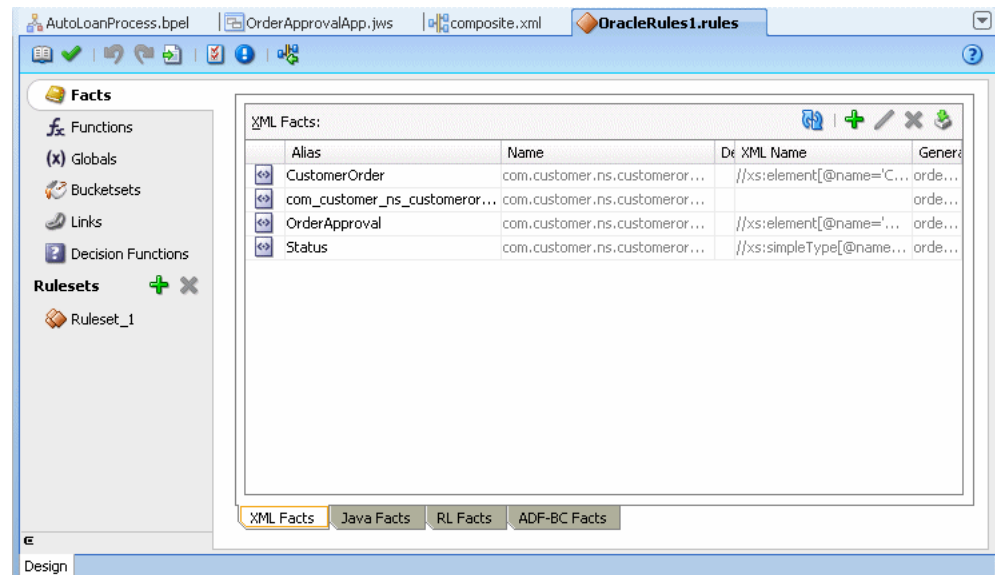 AutoLoanProcess.bpel OrderApprovalApp.jws composite.xml OracleRules1.rules
Facts
Functions
(x) Globals
Bucketsets
Links
Decision Functions
Rulesets
Ruleset_1
XML Facts:
Alias Name De XML Name Genera
CustomerOrder com.customer.ns.customeror... //xs:element[@name='C... orde...
com_customer_ns_customeror... com.customer.ns.customeror... orde...
OrderApproval com.customer.ns.customeror... //xs:element[@name='... orde...
Status com.customer.ns.customeror... //xs:simpleType[@name... orde...
XML Facts Java Facts RL Facts ADF-BC Facts
Design